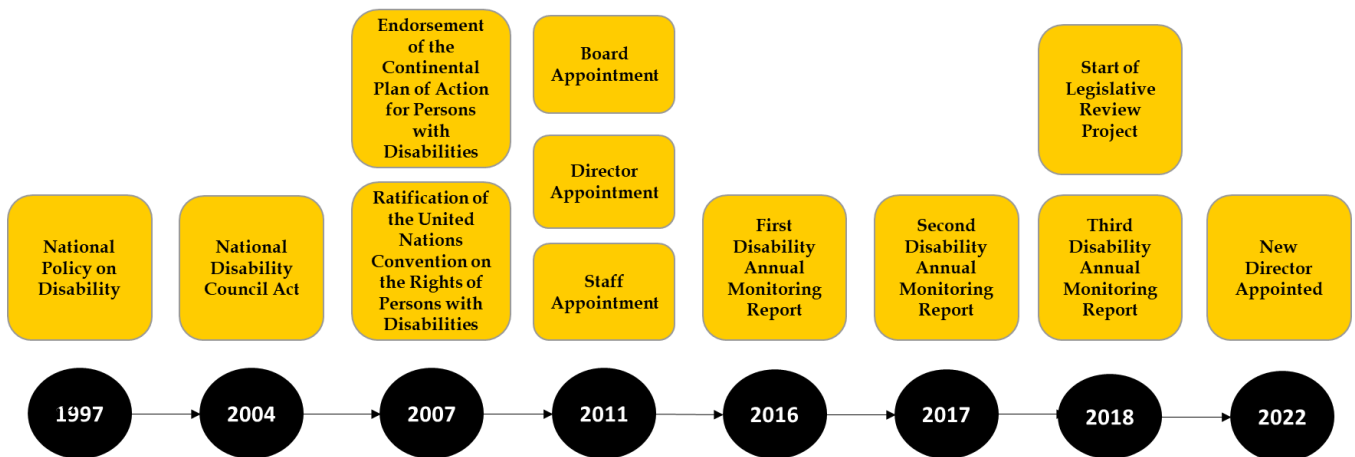 National
Policy on
Disability
National
Disability
Council Act
Endorsement
of the
Continental
Plan of Action
for Persons
with
Disabilities
Ratification of
the United
Nations
Convention on
the Rights of
Persons with
Disabilities
Board
Appointment
Director
Appointment
Staff
Appointment
First
Disability
Annual
Monitoring
Report
Second
Disability
Annual
Monitoring
Report
Start of
Legislative
Review
Project
Third
Disability
Annual
Monitoring
Report
New
Director
Appointed
1997
2004
2007
2011
2016
2017
2018
2022